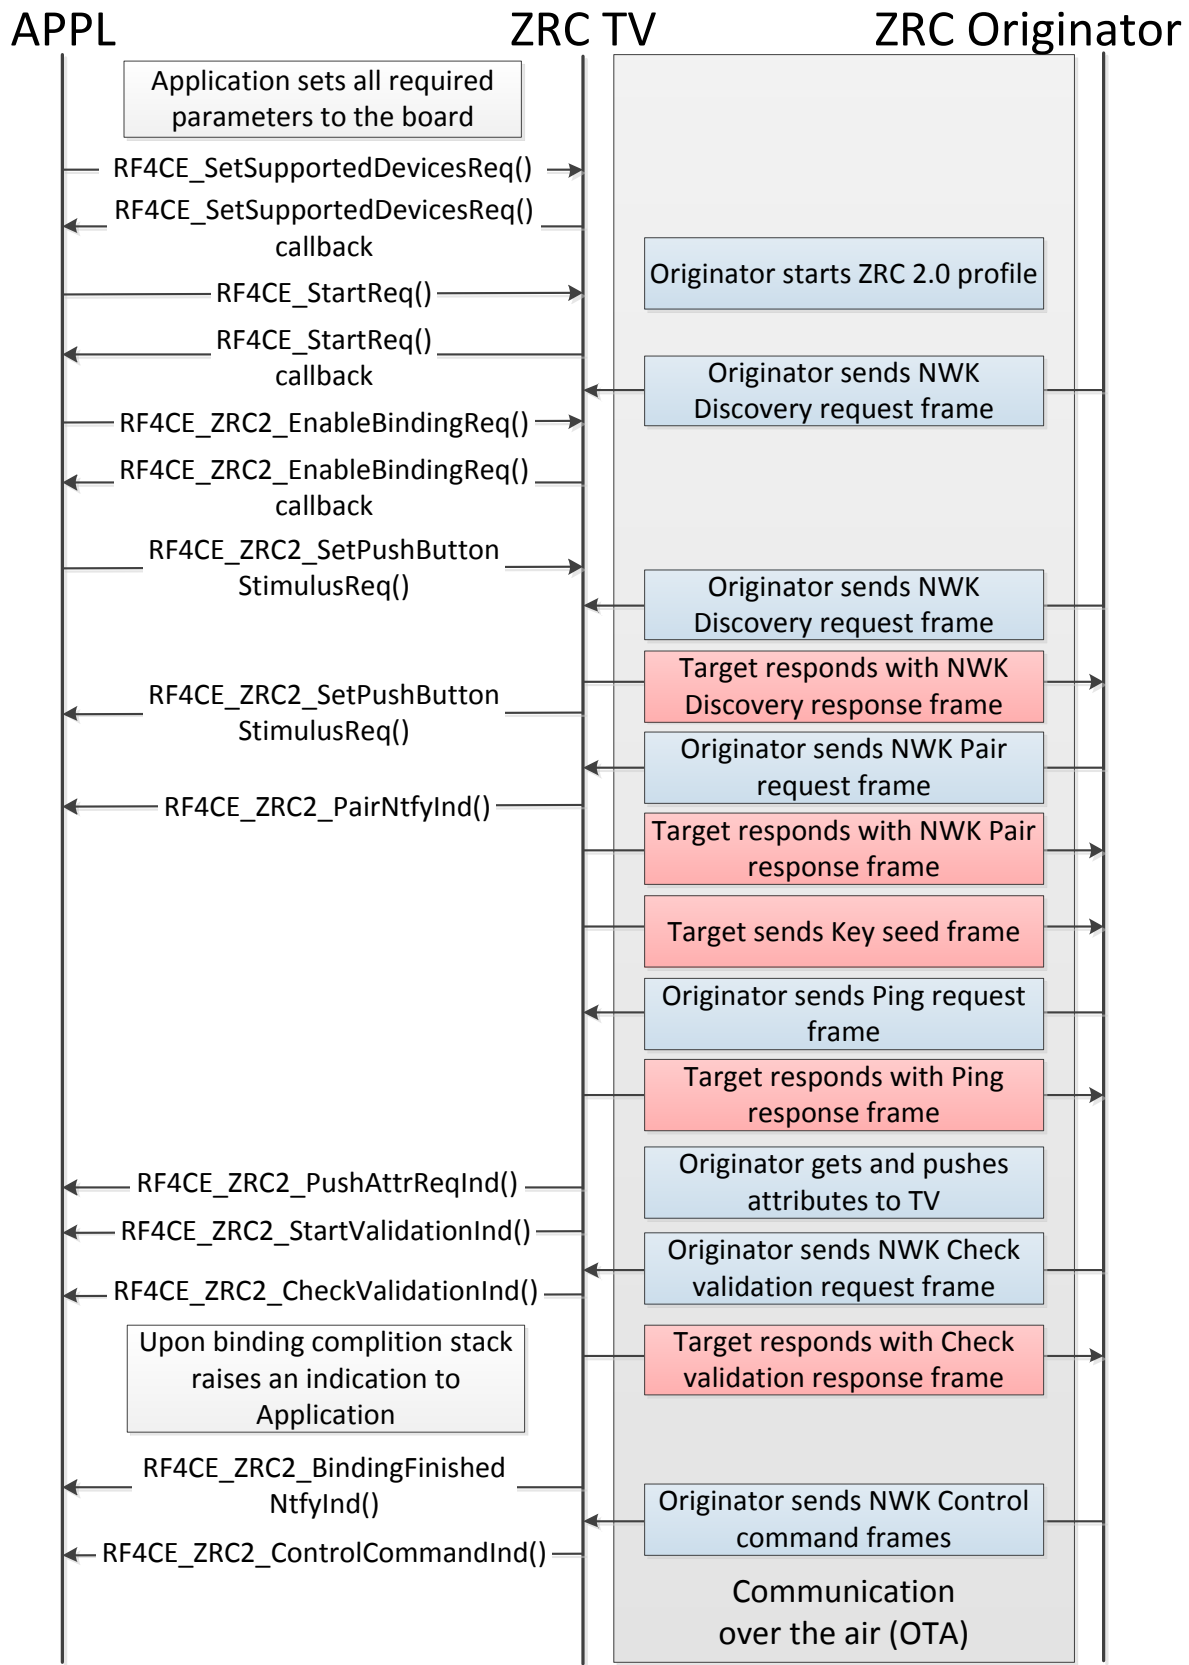 APPL
ZRC TV
ZRC Originator
Application sets all required
parameters to the board
RF4CE_SetSupportedDevicesReq()
RF4CE_SetSupportedDevicesReq()
callback
Originator starts ZRC 2.0 profile
RF4CE_StartReq()
RF4CE_StartReq()
callback
Originator sends NWK
Discovery request frame
RF4CE_ZRC2_EnableBindingReq()
RF4CE_ZRC2_EnableBindingReq()
callback
RF4CE_ZRC2_SetPushButton
StimulusReq()
Originator sends NWK
Discovery request frame
Target responds with NWK
Discovery response frame
RF4CE_ZRC2_SetPushButton
StimulusReq()
Originator sends NWK Pair
request frame
RF4CE_ZRC2_PairNtfyInd()
Target responds with NWK Pair
response frame
Target sends Key seed frame
Originator sends Ping request
frame
Target responds with Ping
response frame
Originator gets and pushes
attributes to TV
RF4CE_ZRC2_PushAttrReqInd()
RF4CE_ZRC2_StartValidationInd()
Originator sends NWK Check
validation request frame
RF4CE_ZRC2_CheckValidationInd()
Upon binding complition stack
raises an indication to
Application
Target responds with Check
validation response frame
RF4CE_ZRC2_BindingFinished
NtfyInd()
Originator sends NWK Control
command frames
RF4CE_ZRC2_ControlCommandInd()
Communication
over the air (OTA)